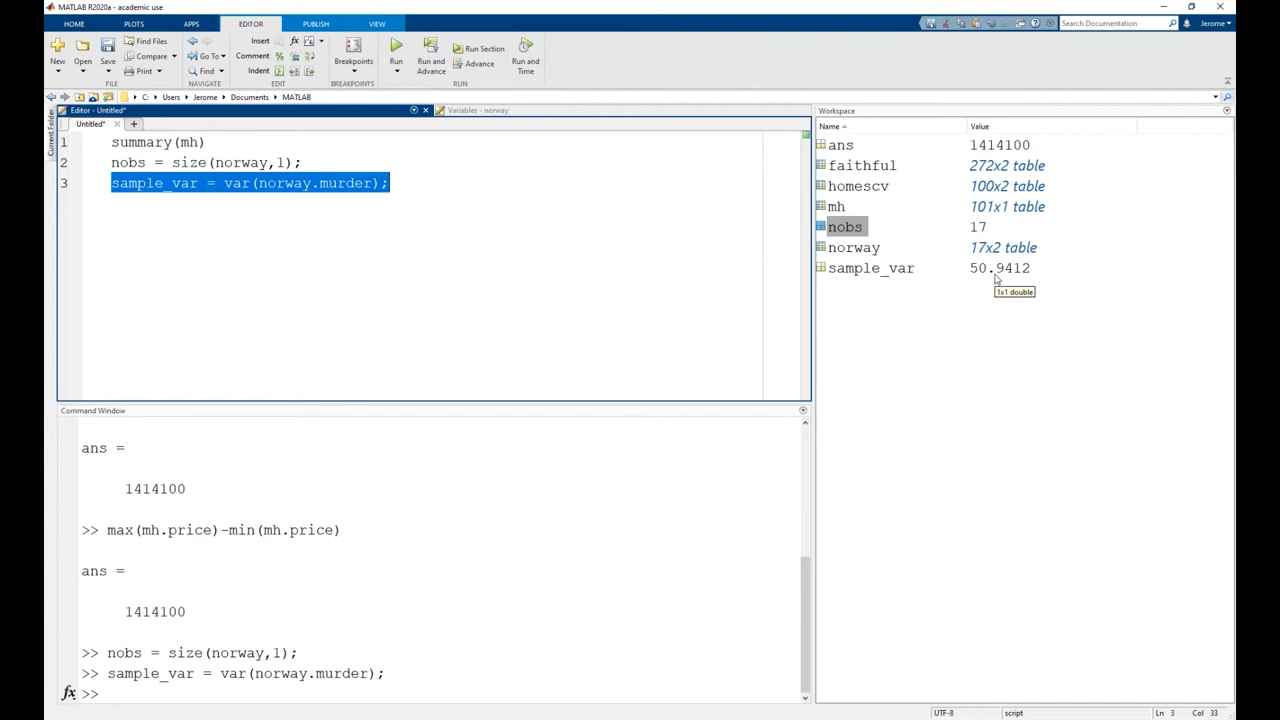 MATLAB R2020a - academic use
HOME PLOTS APPS EDITOR PUBLISH VIEW Search Documentation Jerome
New Open Save Find Files Compare Print Go To Find Insert Comment Indent fx Breakpoints Run Run and Advance Run Section Advance Run and Time
FILE NAVIGATE EDIT BREAKPOINTS RUN
C: Users Jerome Documents MATLAB
Current Folder
Editor - Untitled* Variables - norway
Untitled* +
1 summary(mh)
2 nobs = size(norway,1);
3 sample_var = var(norway.murder);
Command Window
ans =
1414100
>> max(mh.price)-min(mh.price)
ans =
1414100
>> nobs = size(norway,1);
>> sample_var = var(norway.murder);
fx >>
Workspace
Name Value
ans 1414100
faithful 272x2 table
homescv 100x2 table
mh 101x1 table
nobs 17
norway 17x2 table
sample_var 50.9412
1x1 double
UTF-8 script Ln 3 Col 33